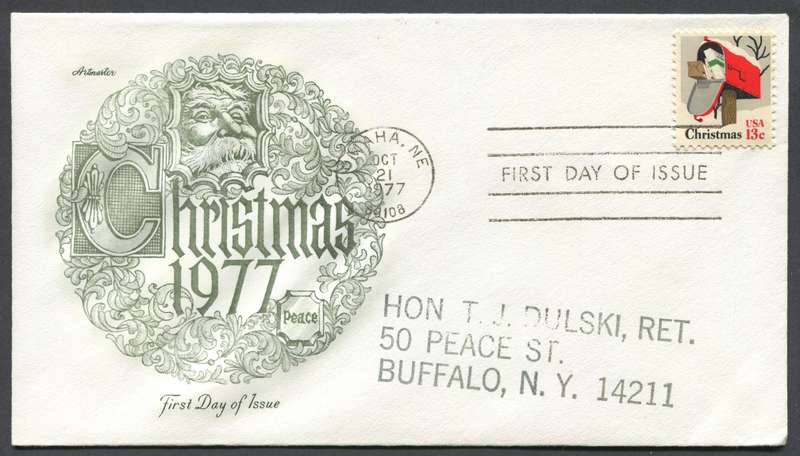 Artmaster
Christmas
1977
Peace
First Day of Issue
OCT
21
1977
68108
USA
Christmas 13c
FIRST DAY OF ISSUE
HON T. J. DULSKI, RET.
50 PEACE ST.
BUFFALO, N. Y. 14211